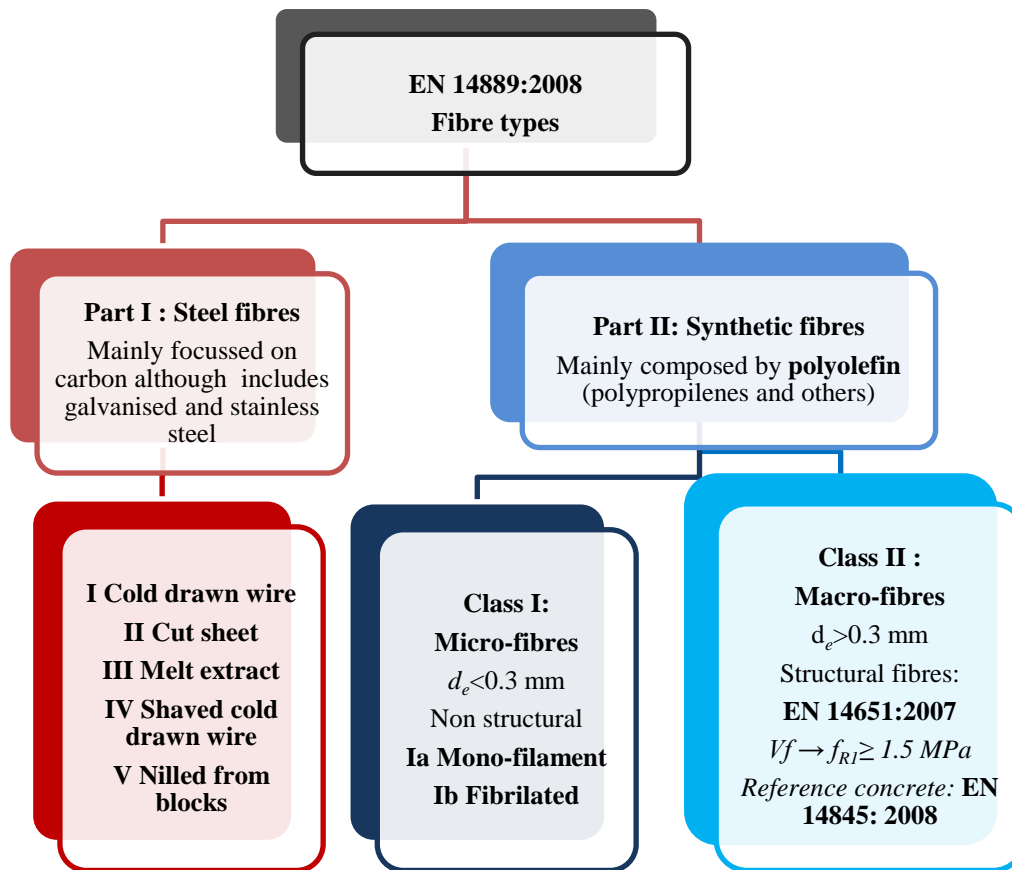 EN 14889:2008
Fibre types
Part I : Steel fibres
Mainly focussed on
carbon although includes
galvanised and stainless
steel
Part II: Synthetic fibres
Mainly composed by polyolefin
(polypropilenes and others)
I Cold drawn wire
II Cut sheet
III Melt extract
IV Shaved cold
drawn wire
V Nilled from
blocks
Class I:
Micro-fibres
de<0.3 mm
Non structural
Ia Mono-filament
Ib Fibrilated
Class II :
Macro-fibres
de>0.3 mm
Structural fibres:
EN 14651:2007
Vf → fR1≥ 1.5 MPa
Reference concrete: EN
14845: 2008